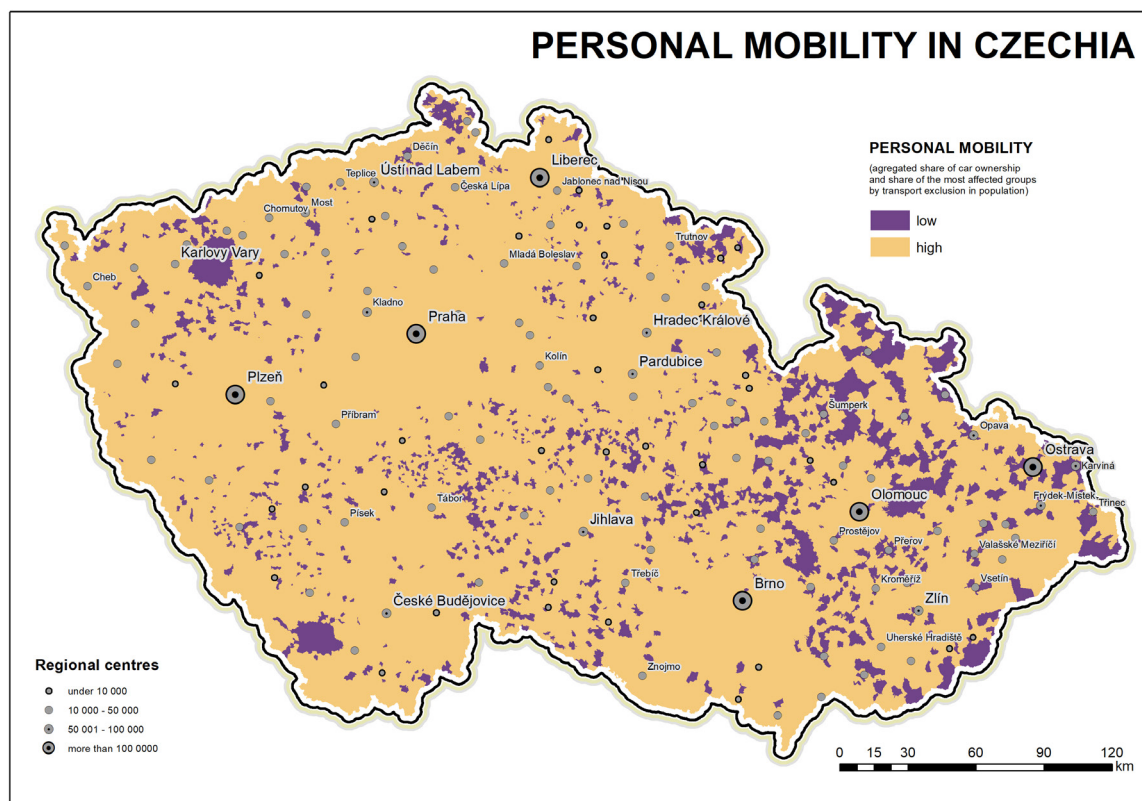 PERSONAL MOBILITY IN CZECHIA
PERSONAL MOBILITY
(agregated share of car ownership
and share of the most affected groups
by transport exclusion in population)
low
high
Děčín
Liberec
Teplice
Ústí nad Labem
Česká Lípa
Jablonec nad Nisou
Most
Chomutov
Trutnov
Karlovy Vary
Mladá Boleslav
Cheb
Kladno
Praha
Hradec Králové
Kolín
Pardubice
Plzeň
Příbram
Šumperk
Opava
Ostrava
Karviná
Tábor
Olomouc
Frýdek-Místek
Třinec
Písek
Jihlava
Prostějov
Přerov
Valašské Meziříčí
Třebíč
Brno
Kroměříž
Vsetín
České Budějovice
Zlín
Uherské Hradiště
Znojmo
Regional centres
under 10 000
10 000 - 50 000
50 001 - 100 000
more than 100 0000
0 15 30 60 90 120
km